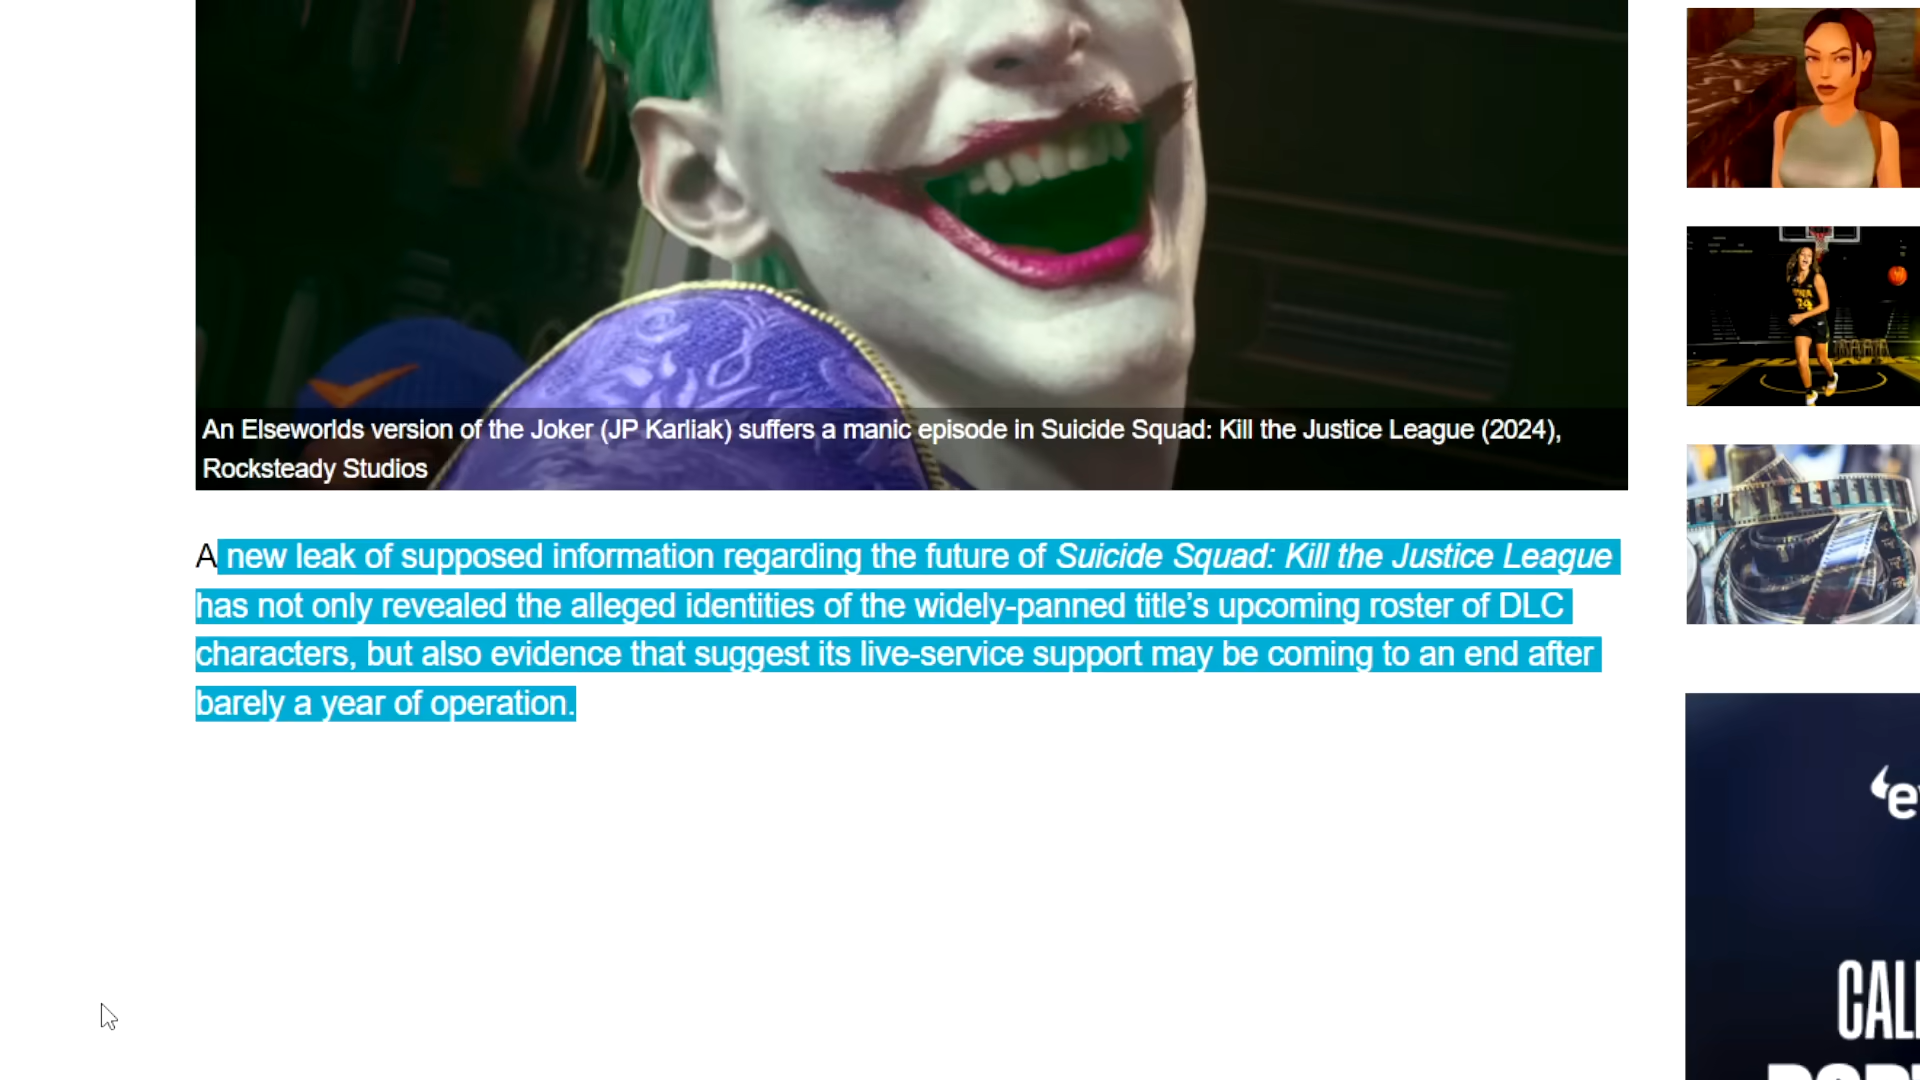 An Elseworlds version of the Joker (JP Karliak) suffers a manic episode in Suicide Squad: Kill the Justice League (2024),
Rocksteady Studios
A new leak of supposed information regarding the future of Suicide Squad: Kill the Justice League
has not only revealed the alleged identities of the widely-panned title’s upcoming roster of DLC
characters, but also evidence that suggest its live-service support may be coming to an end after
barely a year of operation.